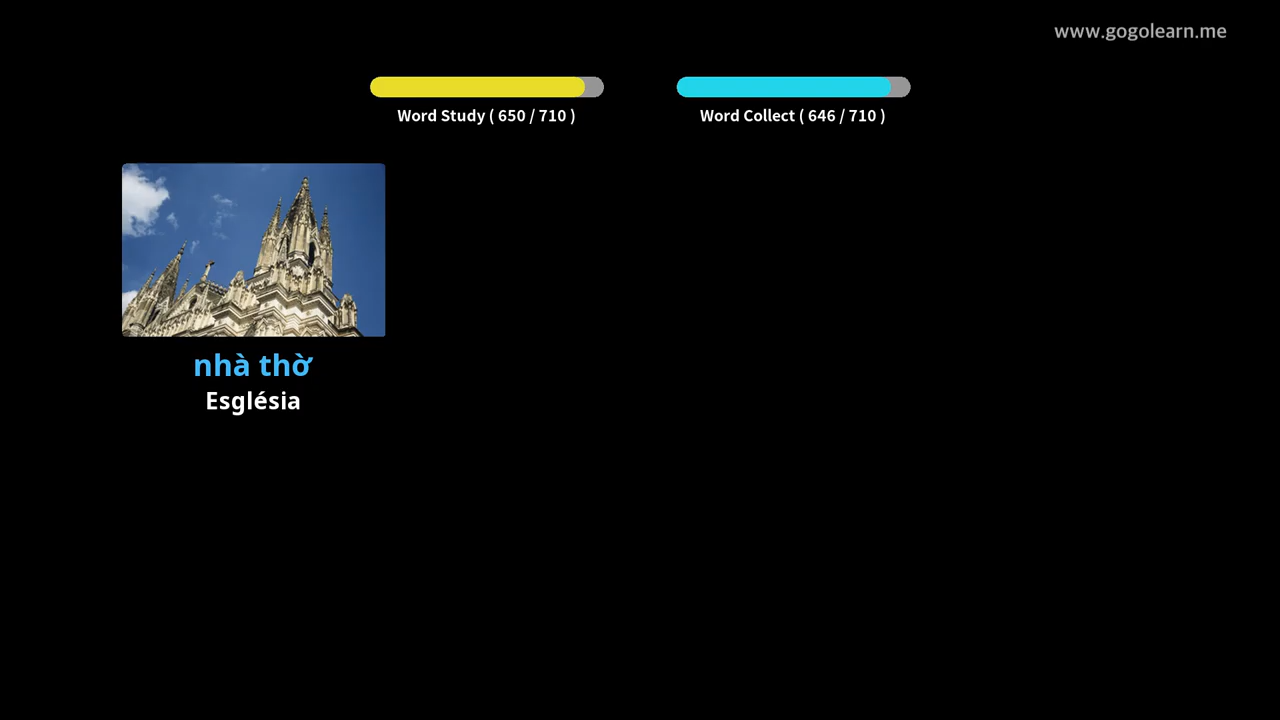 www.gogolearn.me
Word Study ( 650 / 710 )
Word Collect ( 646 / 710 )
nhà thờ
Església